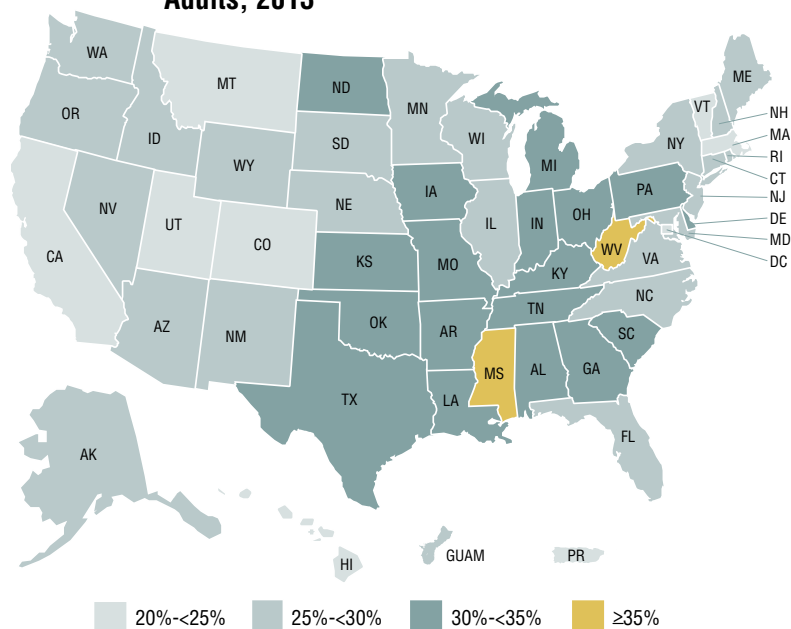 Adults, 2013
WA
MT
ND
MN
ME
VT
NH
OR
ID
SD
WI
NY
MA
RI
CT
NJ
WY
MI
IA
PA
DE
MD
DC
NV
NE
IL
IN
OH
UT
CO
WV
VA
CA
KS
MO
KY
NC
AZ
NM
OK
TN
AR
SC
MS
AL
GA
TX
LA
FL
AK
HI
GUAM
PR
20%-<25%
25%-<30%
30%-<35%
≥35%